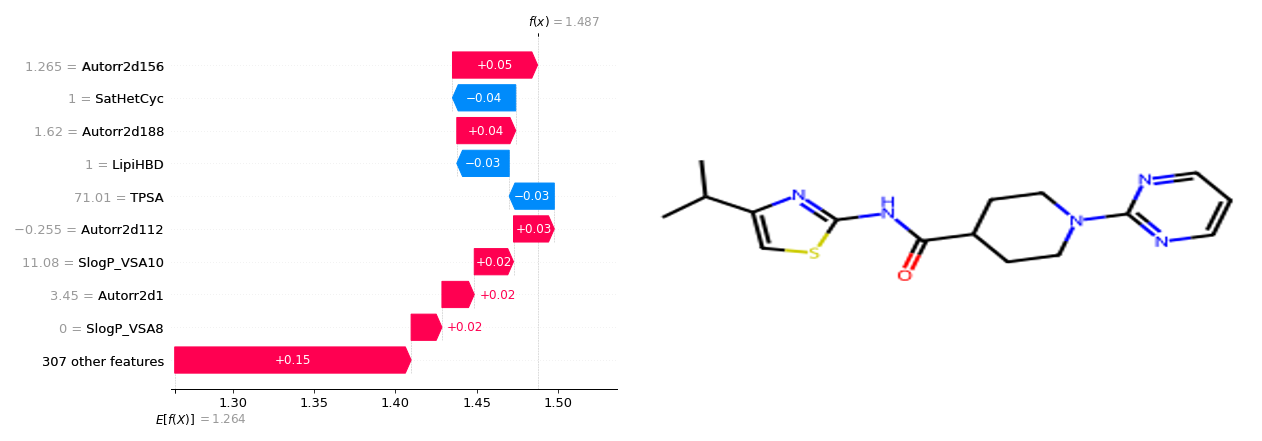 f(x) = 1.487
1.265 = Autorr2d156
+0.05
1 = SatHetCyc
−0.04
1.62 = Autorr2d188
+0.04
1 = LipiHBD
−0.03
71.01 = TPSA
−0.03
−0.255 = Autorr2d112
+0.03
11.08 = SlogP_VSA10
+0.02
3.45 = Autorr2d1
+0.02
0 = SlogP_VSA8
+0.02
307 other features
+0.15
1.30 1.35 1.40 1.45 1.50
E[f(X)] = 1.264
N
S
H
N
O
N
N
N